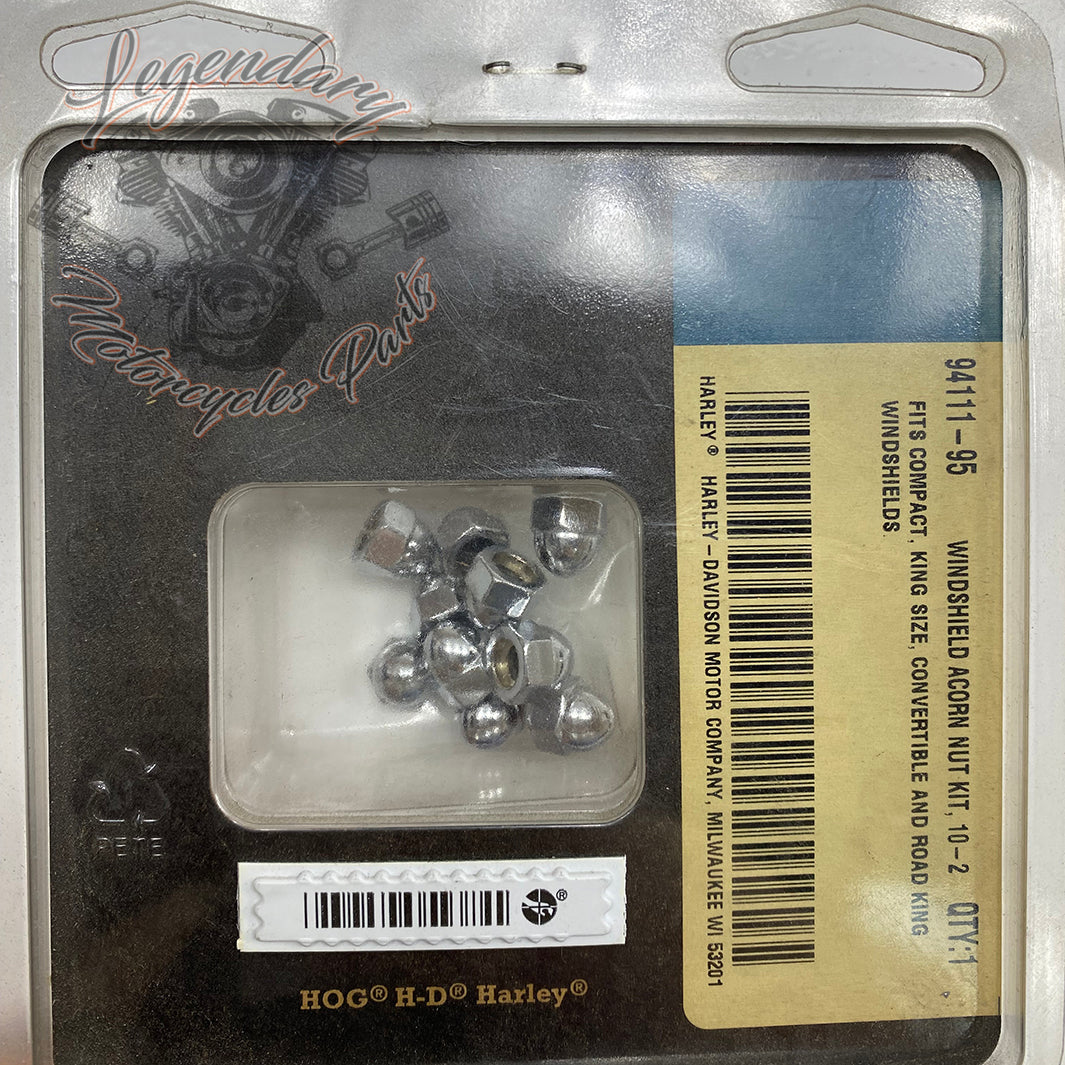 Legendary
Motorcycles Parts
94111-95 WINDSHIELD ACORN NUT KIT, 10-2 QTY:1
FITS COMPACT, KING SIZE, CONVERTIBLE AND ROAD KING
WINDSHIELDS.
HARLEY® HARLEY-DAVIDSON MOTOR COMPANY, MILWAUKEE WI 53201
PETE
®
HOG® H-D® Harley®